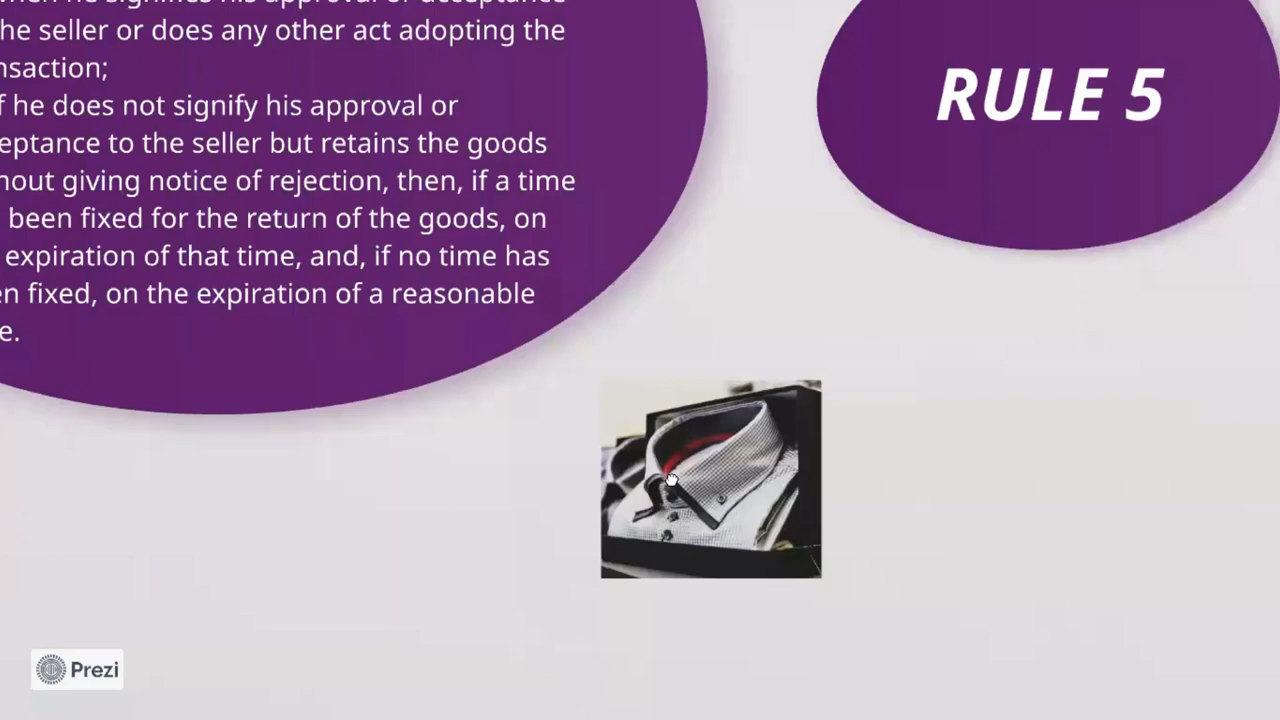 he seller or does any other act adopting the
nsaction;
f he does not signify his approval or
eptance to the seller but retains the goods
hout giving notice of rejection, then, if a time
been fixed for the return of the goods, on
expiration of that time, and, if no time has
n fixed, on the expiration of a reasonable
e.
RULE 5
Prezi